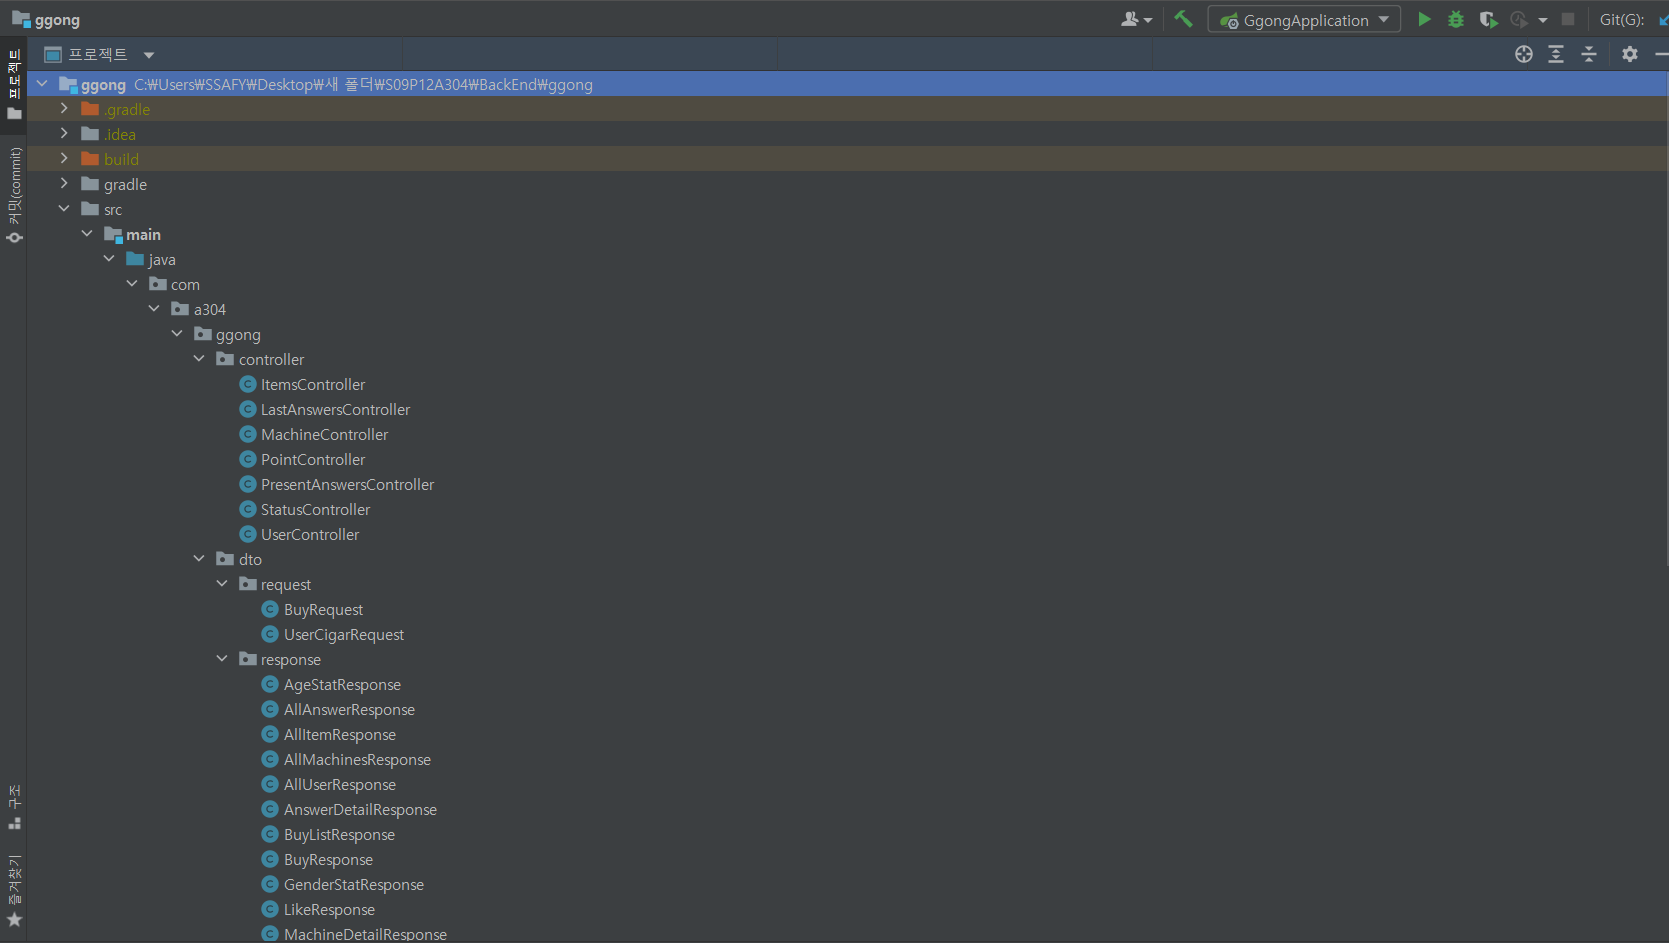 ggong
GgongApplication
Git(G):
프로젝트
프로젝트
커밋(commit)
구조
즐겨찾기
ggong C:₩Users₩SSAFY₩Desktop₩새 폴더₩S09P12A304₩BackEnd₩ggong
.gradle
.idea
build
gradle
src
main
java
com
a304
ggong
controller
ItemsController
LastAnswersController
MachineController
PointController
PresentAnswersController
StatusController
UserController
dto
request
BuyRequest
UserCigarRequest
response
AgeStatResponse
AllAnswerResponse
AllItemResponse
AllMachinesResponse
AllUserResponse
AnswerDetailResponse
BuyListResponse
BuyResponse
GenderStatResponse
LikeResponse
MachineDetailResponse